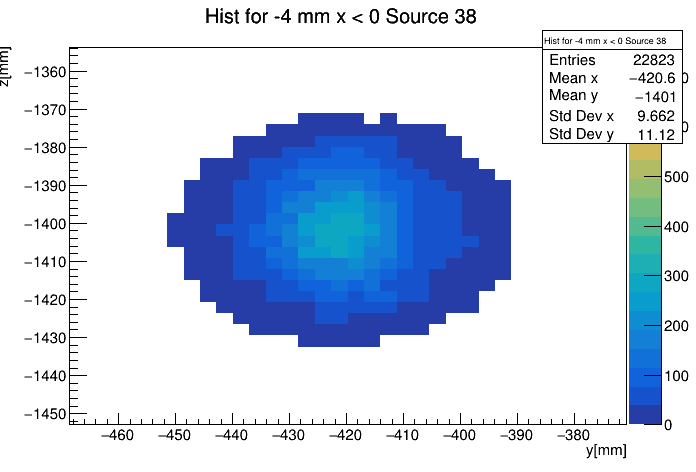 Hist for -4 mm x < 0 Source 38
z[mm]
−1360
−1370
−1380
−1390
−1400
−1410
−1420
−1430
−1440
−1450
−460
−450
−440
−430
−420
−410
−400
−390
−380
y[mm]
Hist for -4 mm x < 0 Source 38
Entries 22823
Mean x −420.6
Mean y −1401
Std Dev x 9.662
Std Dev y 11.12
500
400
300
200
100
0